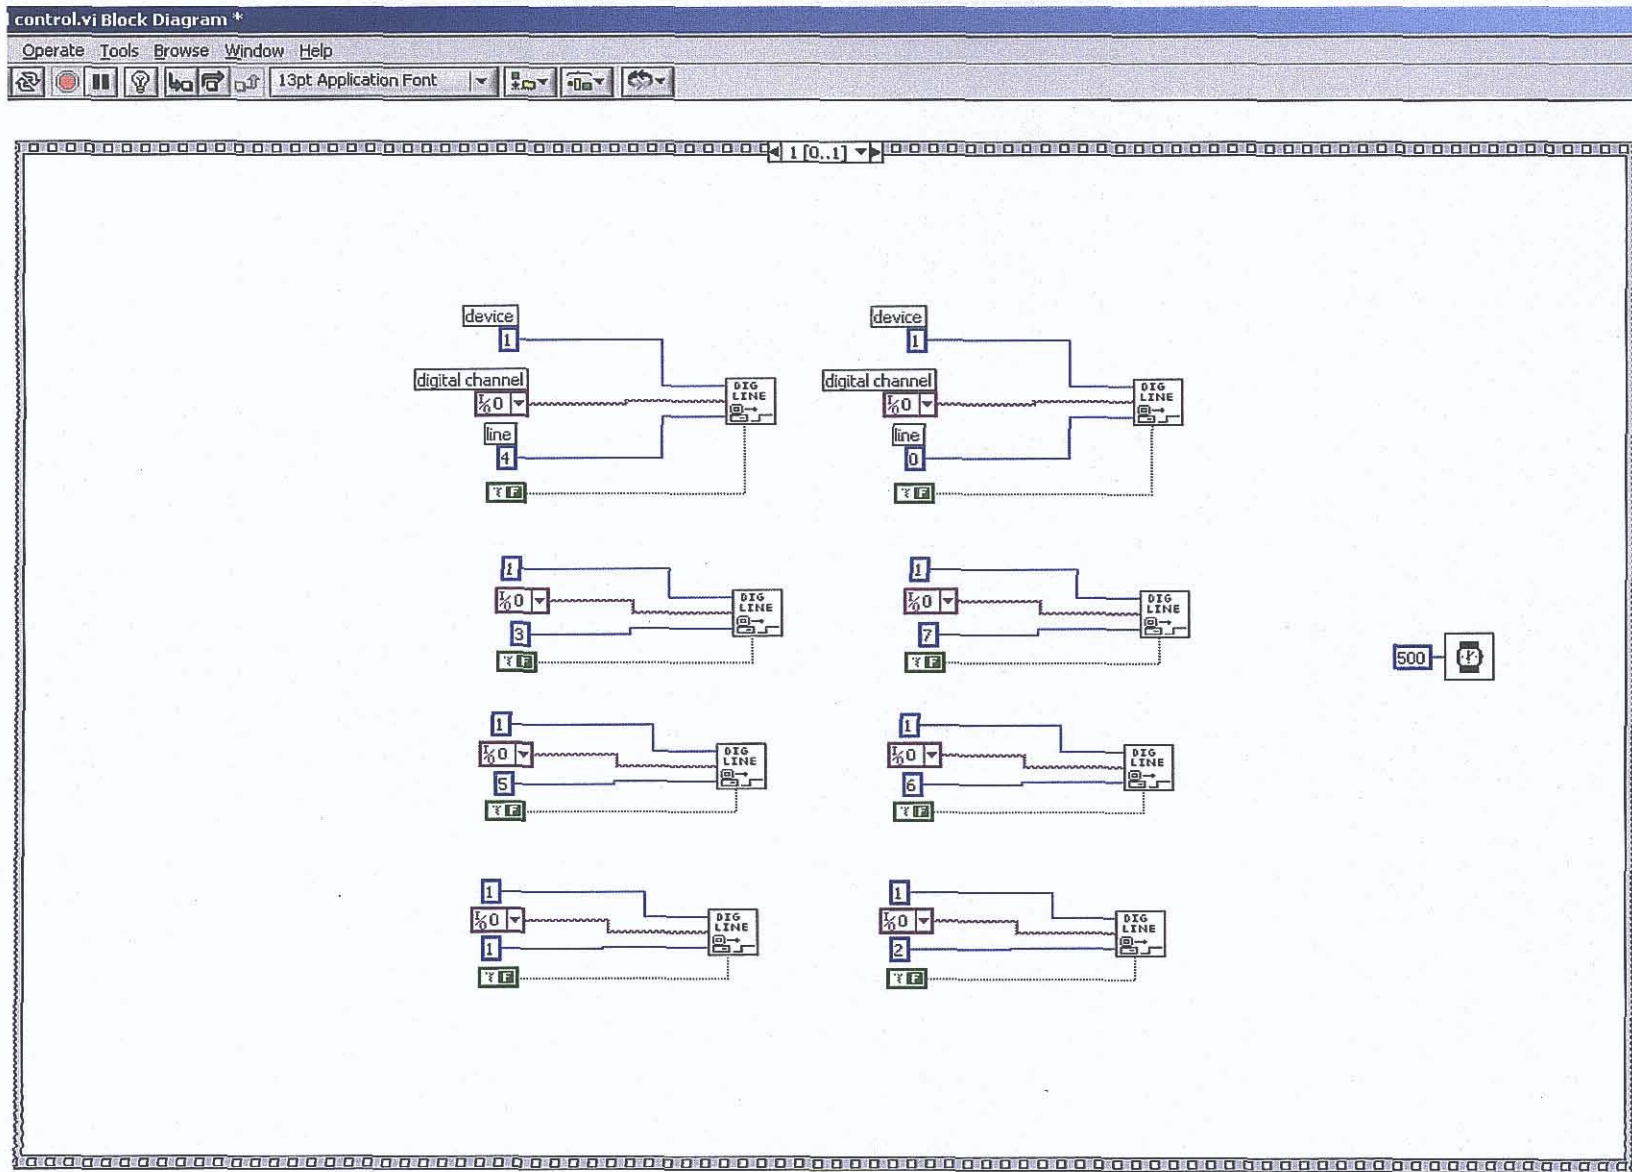 control.vi Block Diagram *
Operate Tools Browse Window Help
13pt Application Font
1 [0..1]
device
1
digital channel
I/O 0
line
4
F
DIG LINE
device
1
digital channel
I/O 0
line
0
F
DIG LINE
1
I/O 0
3
F
DIG LINE
1
I/O 0
7
F
DIG LINE
500
1
I/O 0
5
F
DIG LINE
1
I/O 0
6
F
DIG LINE
1
I/O 0
1
F
DIG LINE
1
I/O 0
2
F
DIG LINE